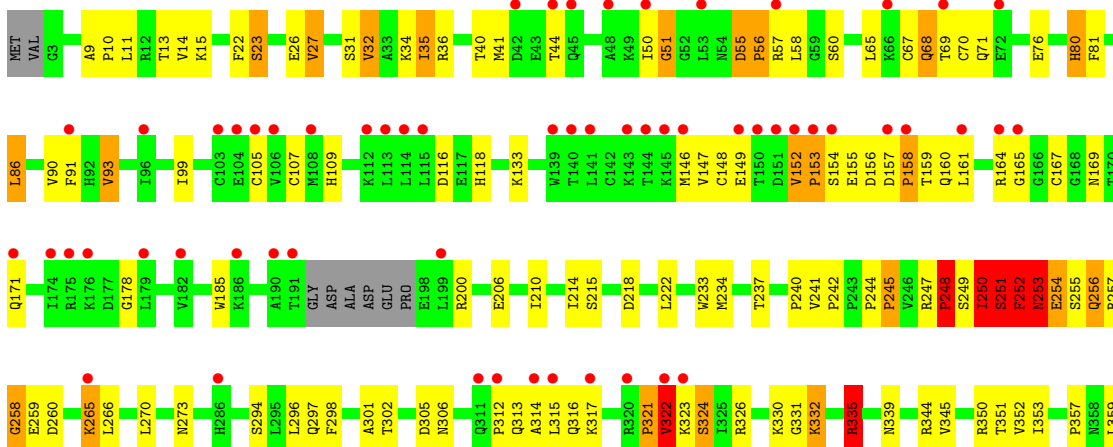 MET VAL G3 A9 P10 L11 R12 T13 V14 K15 F22 S23 E26 V27 S31 V32 A33 K34 I35 R36 T40 M41 D42 E43 T44 Q45 A48 K49 I50 G51 G52 L53 N54 D55 P56 R57 L58 G59 S60 L65 K66 C67 Q68 T69 C70 Q71 E72 E76 H80 F81
L86 V90 F91 H92 V93 I96 I99 C103 E104 C105 V106 C107 M108 H109 K112 L113 L114 L115 D116 E117 H118 K133 W139 T140 L141 C142 K143 T144 K145 M146 V147 C148 E149 T150 D151 V152 P153 S154 E155 D156 D157 P158 T159 Q160 L161 R164 G165 G166 C167 G168 N169 T170
Q171 I174 R175 K176 D177 G178 L179 V182 W185 K186 A190 T191 GLY ASP ALA ASP GLU PRO E198 L199 R200 E206 I210 I214 S215 D218 L222 W233 M234 T237 P240 V241 P242 P243 P244 P245 V246 R247 P248 S249 I250 S251 F252 N253 E254 S255 Q256 R257
G258 E259 D260 K265 L266 L270 N273 H286 S294 L295 L296 Q297 F298 A301 T302 D305 N306 Q311 P312 Q313 A314 L315 Q316 K317 R320 P321 V322 K323 S324 I325 R326 K330 G331 K332 R335 N339 R344 V345 R350 T351 V352 I353 P357 N358